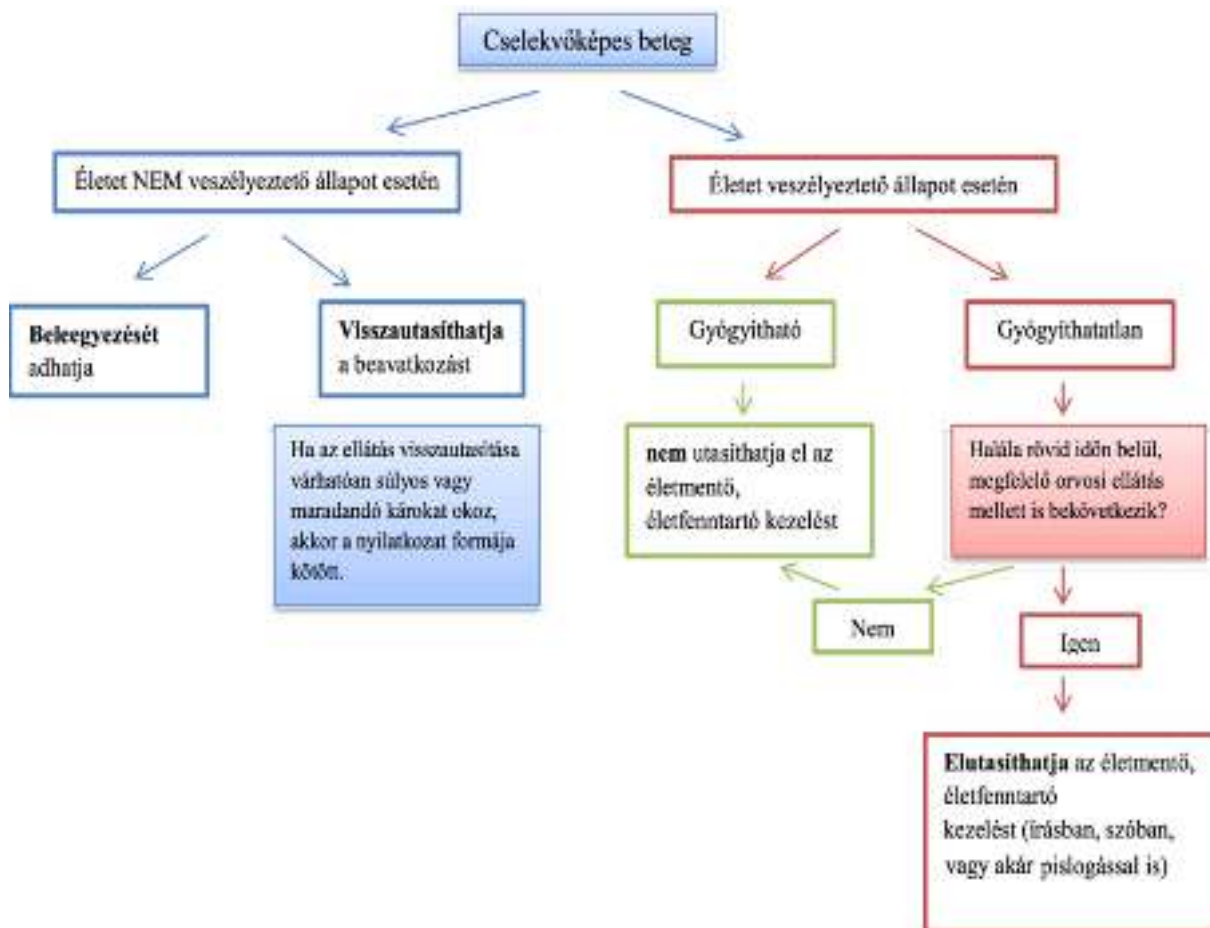 Cselekvőképes beteg
Életet NEM veszélyeztető állapot esetén
Életet veszélyeztető állapot esetén
Beleegyezését
adhatja
Visszautasíthatja
a beavatkozást
Gyógyítható
Gyógyíthatatlan
Ha az ellátás visszautasítása
várhatóan súlyos vagy
maradandó károkat okoz,
akkor a nyilatkozat formája
kötött.
nem utasíthatja el az
életmentő,
életfenntartó kezelést
Halála rövid időn belül,
megfelelő orvosi ellátás
mellett is bekövetkezik?
Nem
Igen
Elutasíthatja az életmentő,
életfenntartó
kezelést (írásban, szóban,
vagy akár pislogással is)